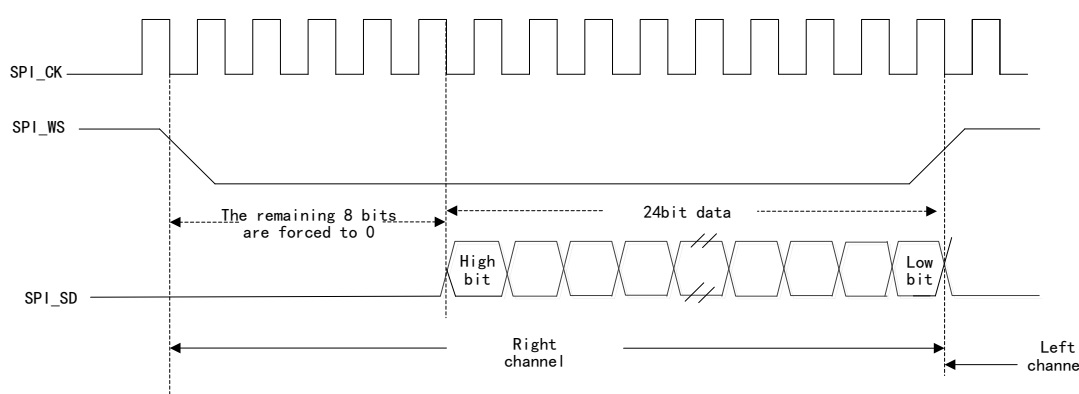 SPI_CK
SPI_WS
The remaining 8 bits
are forced to 0
24bit data
High
bit
Low
bit
SPI_SD
Right
channel
Left
channe